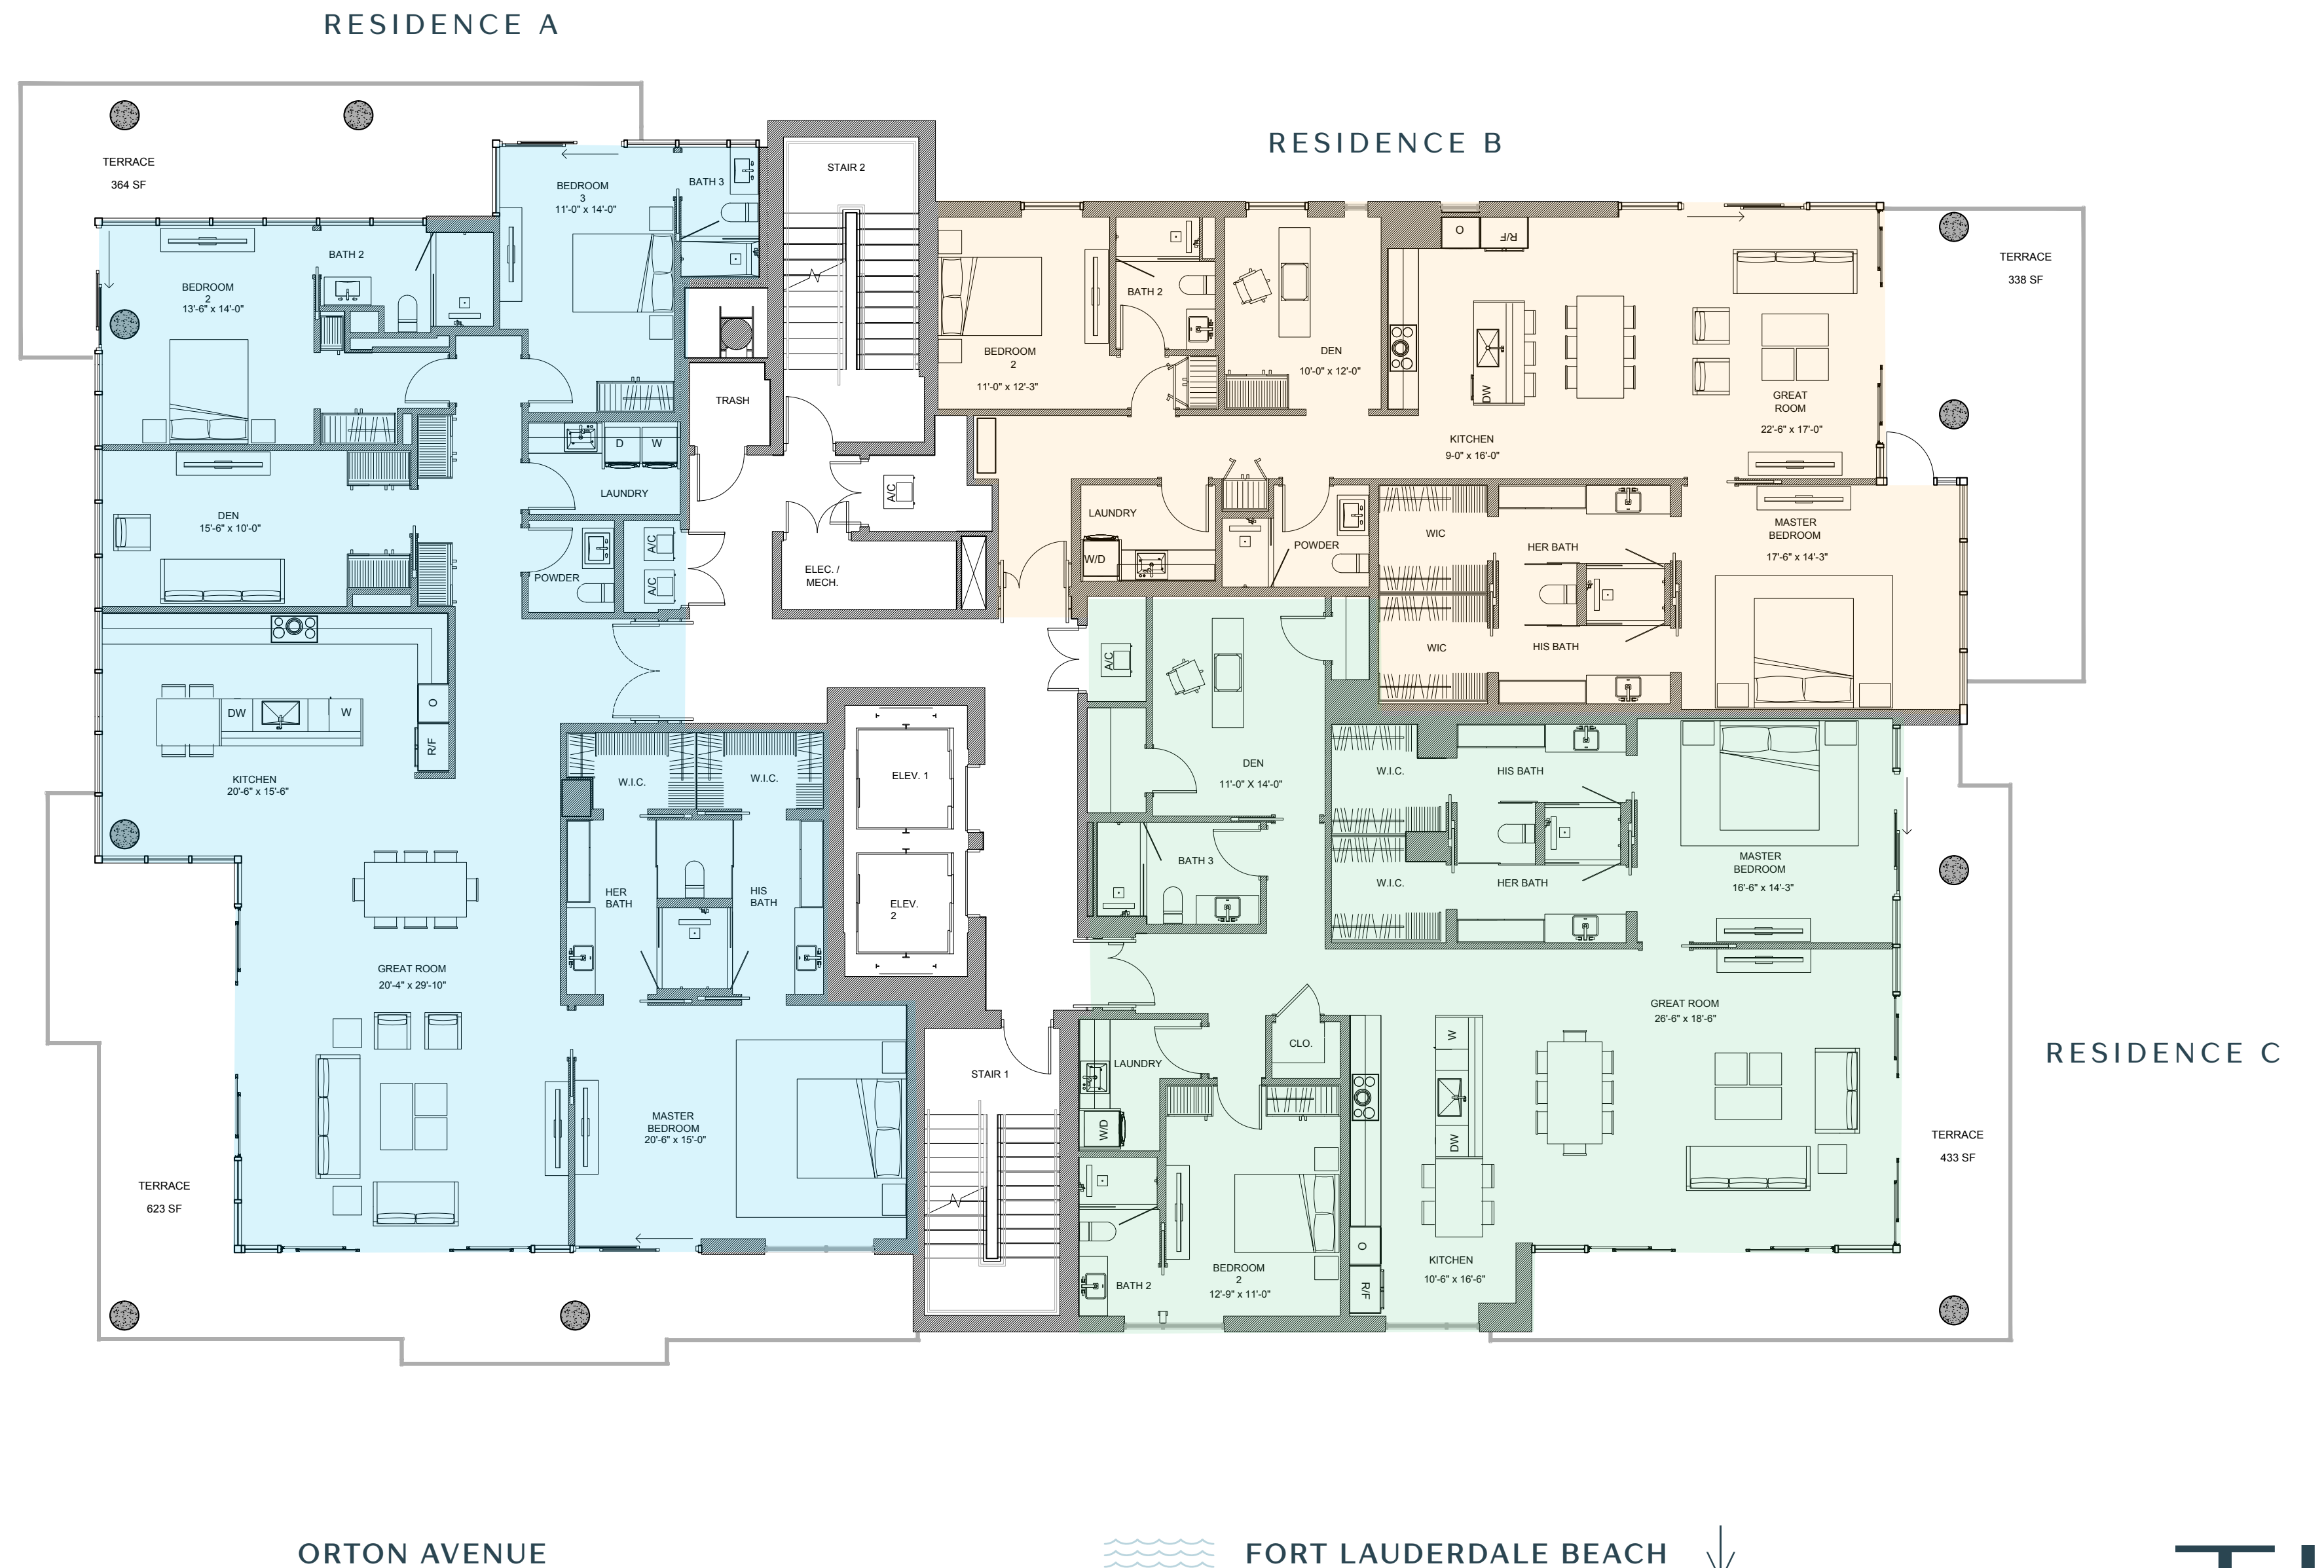 RESIDENCE A
TERRACE
364 SF
BEDROOM
3
11'-0" x 14'-0"
BATH 3
BEDROOM
2
13'-6" x 14'-0"
BATH 2
D
W
LAUNDRY
DEN
15'-6" x 10'-0"
POWDER
A/C
A/C
DW
W
O
R/F
KITCHEN
20'-6" x 15'-6"
W.I.C.
W.I.C.
HER
BATH
HIS
BATH
GREAT ROOM
20'-4" x 29'-10"
MASTER
BEDROOM
20'-6" x 15'-0"
TERRACE
623 SF
STAIR 2
TRASH
A/C
ELEC. /
MECH.
ELEV. 1
ELEV.
2
STAIR 1
RESIDENCE B
BEDROOM
2
11'-0" x 12'-3"
BATH 2
DEN
10'-0" x 12'-0"
O
R/F
DW
KITCHEN
9-0" x 16'-0"
GREAT
ROOM
22'-6" x 17'-0"
TERRACE
338 SF
LAUNDRY
W/D
POWDER
WIC
HER BATH
WIC
HIS BATH
MASTER
BEDROOM
17'-6" x 14'-3"
A/C
DEN
11'-0" X 14'-0"
BATH 3
W.I.C.
HIS BATH
W.I.C.
HER BATH
MASTER
BEDROOM
16'-6" x 14'-3"
GREAT ROOM
26'-6" x 18'-6"
RESIDENCE C
CLO.
LAUNDRY
W/D
W
DW
O
R/F
BATH 2
BEDROOM
2
12'-9" x 11'-0"
KITCHEN
10'-6" x 16'-6"
TERRACE
433 SF
ORTON AVENUE
FORT LAUDERDALE BEACH